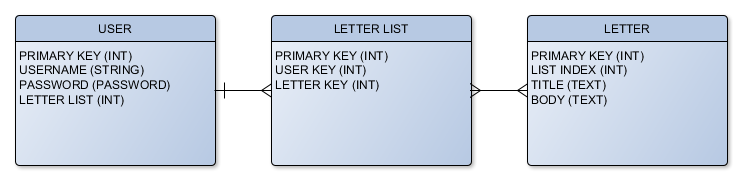 USER
PRIMARY KEY (INT)
USERNAME (STRING)
PASSWORD (PASSWORD)
LETTER LIST (INT)
LETTER LIST
PRIMARY KEY (INT)
USER KEY (INT)
LETTER KEY (INT)
LETTER
PRIMARY KEY (INT)
LIST INDEX (INT)
TITLE (TEXT)
BODY (TEXT)